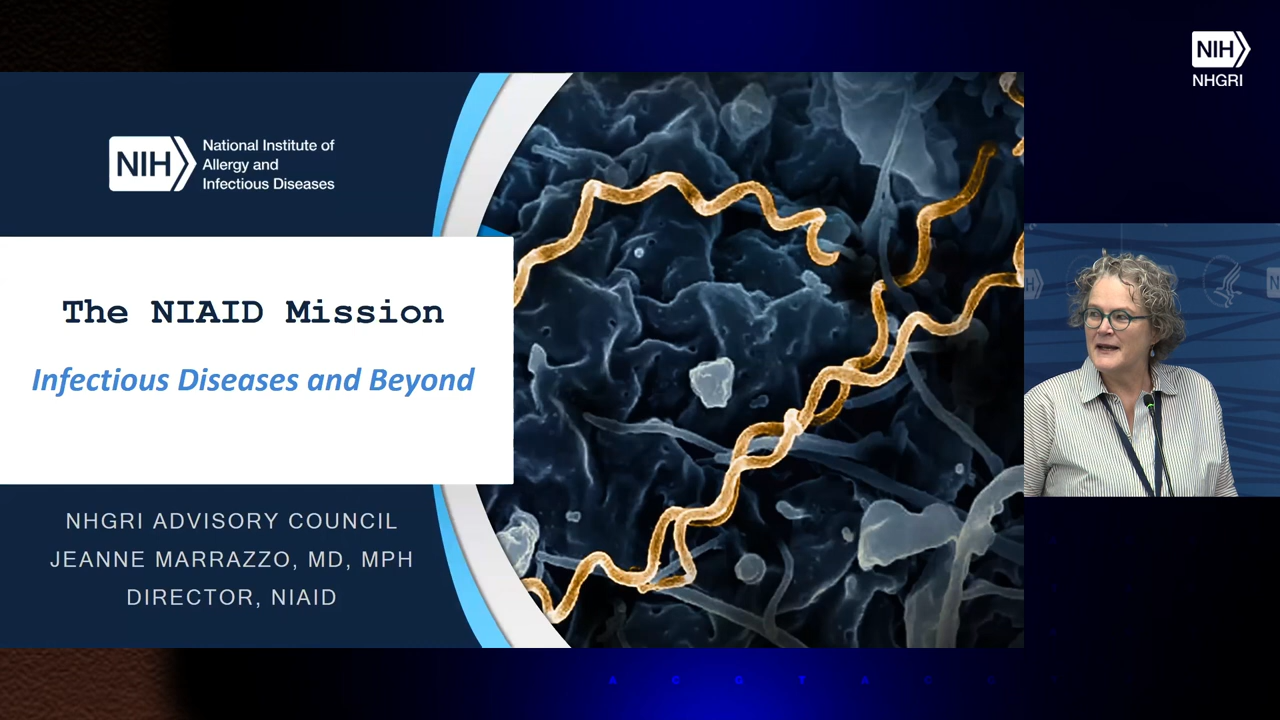 NIH
NHGRI
NIH
National Institute of
Allergy and
Infectious Diseases
The NIAID Mission
Infectious Diseases and Beyond
NHGRI ADVISORY COUNCIL
JEANNE MARRAZZO, MD, MPH
DIRECTOR, NIAID
A C G T A C